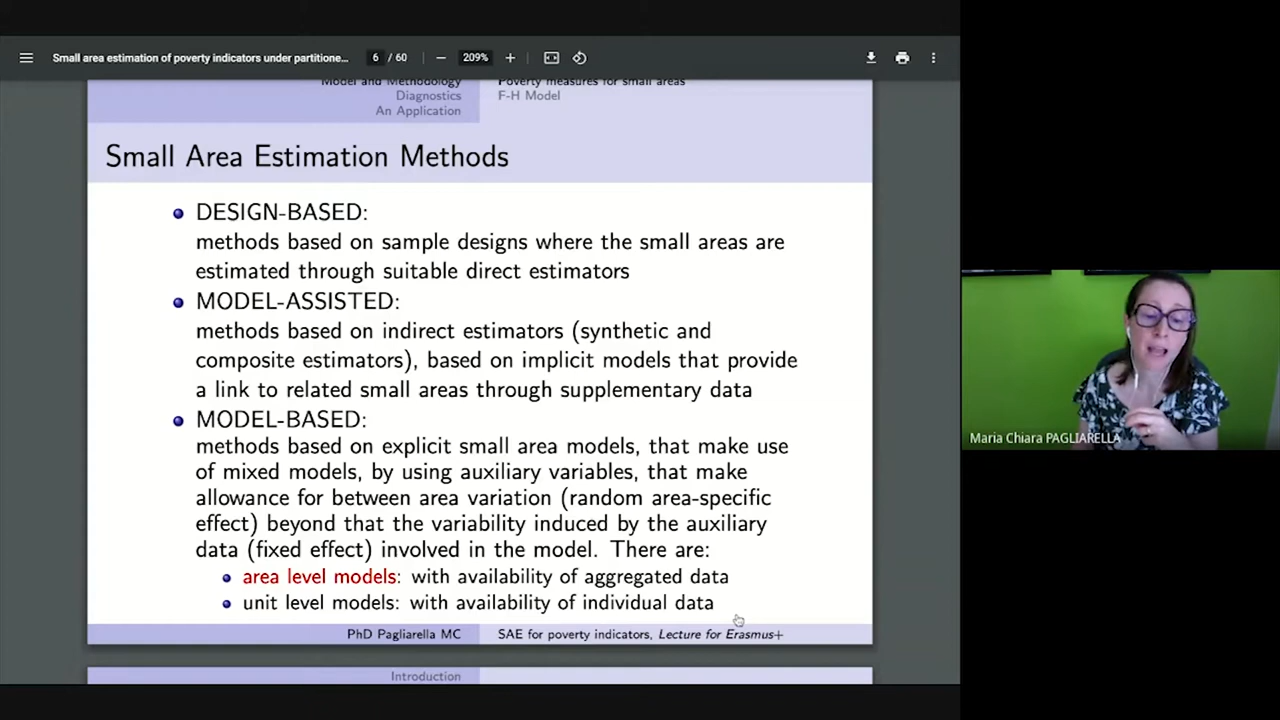 Small area estimation of poverty indicators under partitione...
6 / 60
209%
Model and Methodology
Poverty measures for small areas
Diagnostics
F-H Model
An Application
Small Area Estimation Methods
DESIGN-BASED:
methods based on sample designs where the small areas are
estimated through suitable direct estimators
MODEL-ASSISTED:
methods based on indirect estimators (synthetic and
composite estimators), based on implicit models that provide
a link to related small areas through supplementary data
MODEL-BASED:
methods based on explicit small area models, that make use
of mixed models, by using auxiliary variables, that make
allowance for between area variation (random area-specific
effect) beyond that the variability induced by the auxiliary
data (fixed effect) involved in the model. There are:
area level models: with availability of aggregated data
unit level models: with availability of individual data
PhD Pagliarella MC
SAE for poverty indicators, Lecture for Erasmus+
Introduction
Maria Chiara PAGLIARELLA